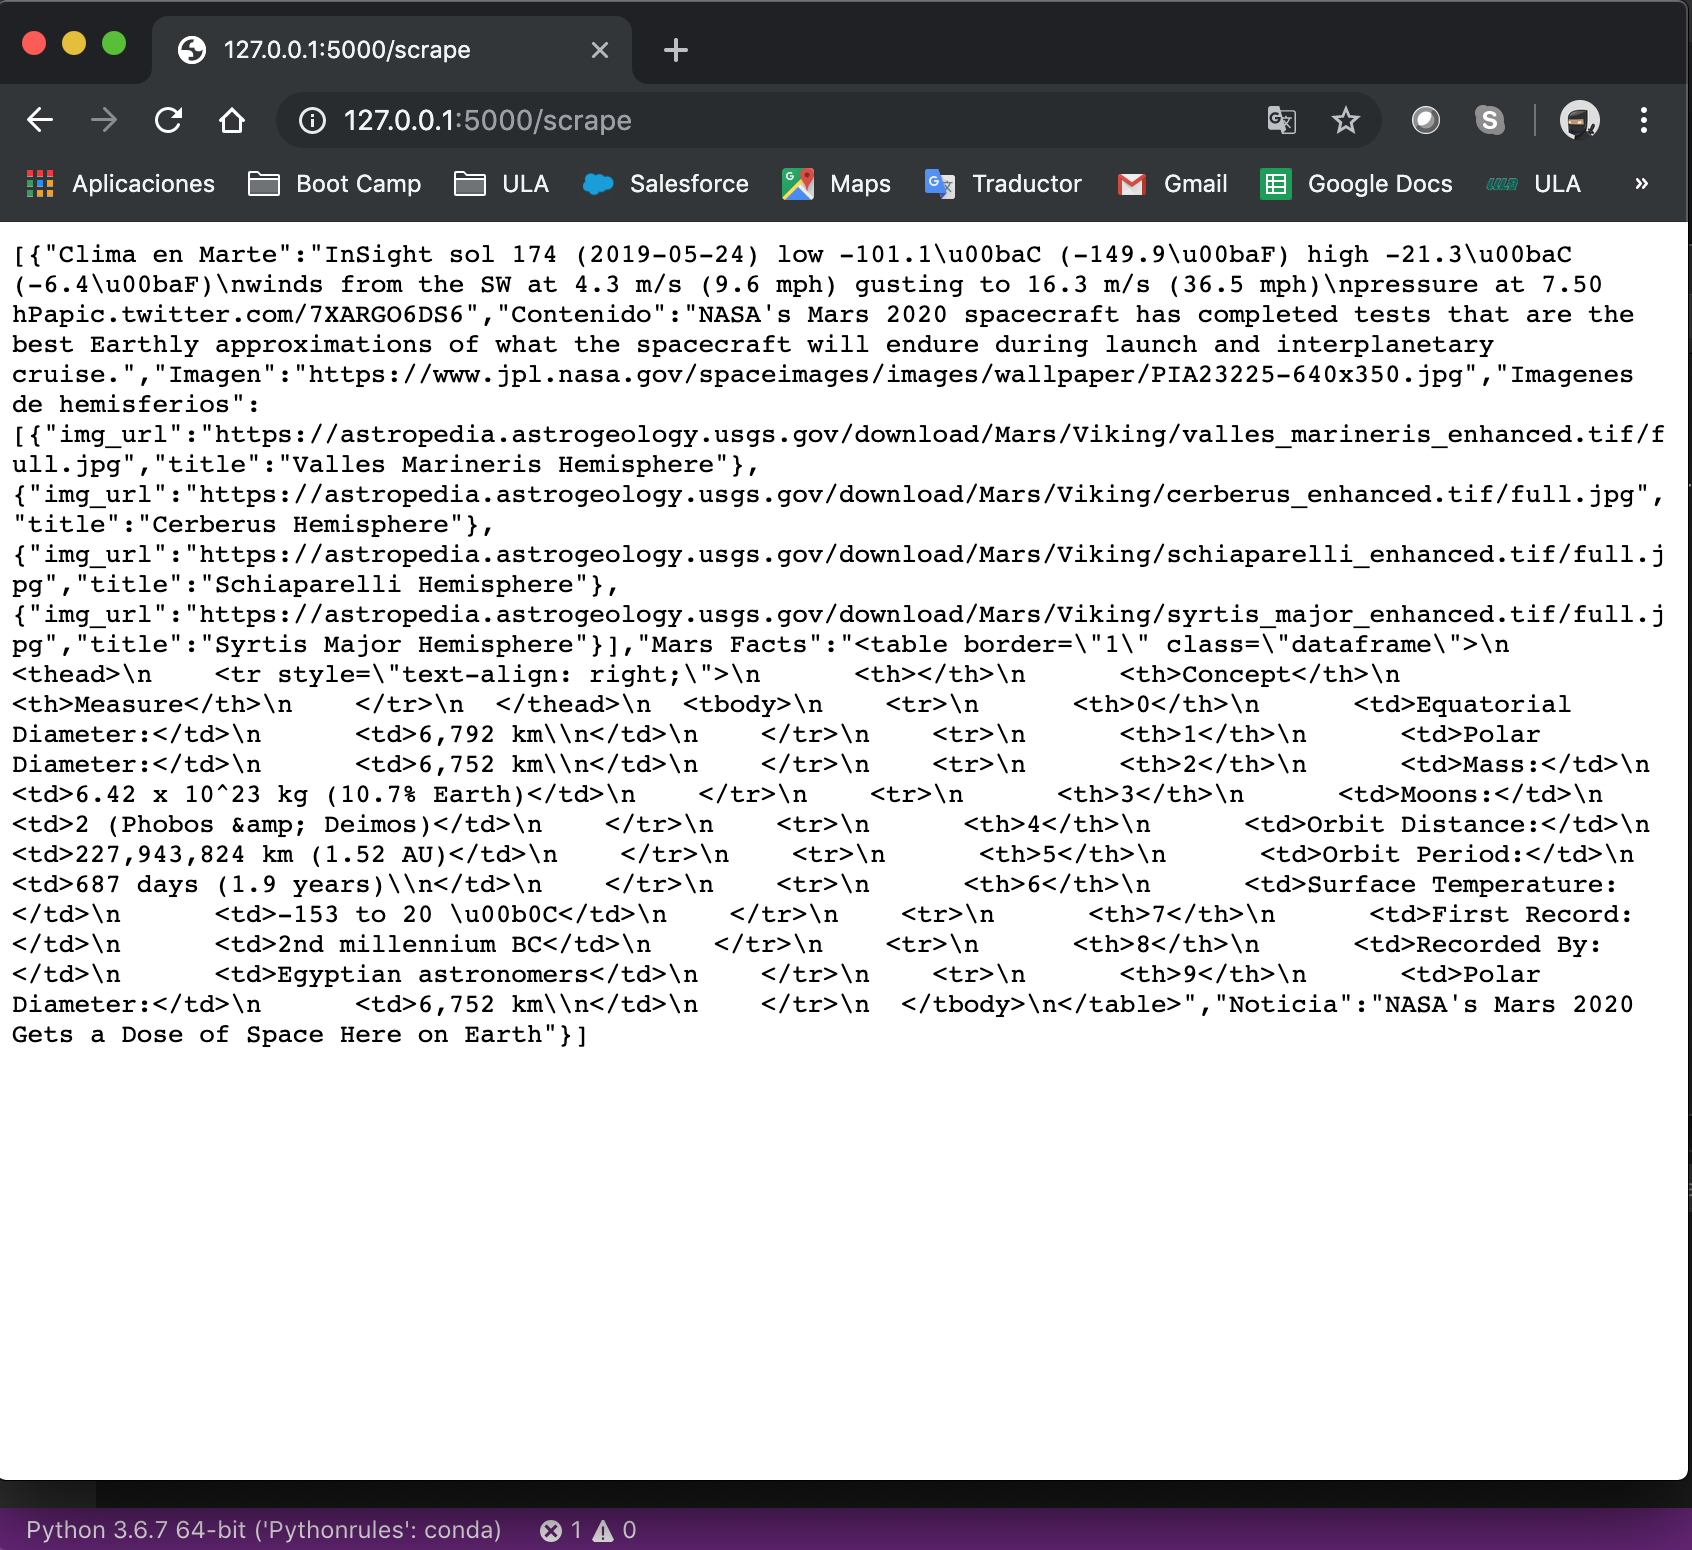 127.0.0.1:5000/scrape
127.0.0.1:5000/scrape
Aplicaciones Boot Camp ULA Salesforce Maps Traductor Gmail Google Docs ULA »
[{"Clima en Marte":"InSight sol 174 (2019-05-24) low -101.1\u00baC (-149.9\u00baF) high -21.3\u00baC
(-6.4\u00baF)\nwinds from the SW at 4.3 m/s (9.6 mph) gusting to 16.3 m/s (36.5 mph)\npressure at 7.50
hPapic.twitter.com/7XARGO6DS6","Contenido":"NASA's Mars 2020 spacecraft has completed tests that are the
best Earthly approximations of what the spacecraft will endure during launch and interplanetary
cruise.","Imagen":"https://www.jpl.nasa.gov/spaceimages/images/wallpaper/PIA23225-640x350.jpg","Imagenes
de hemisferios":
[{"img_url":"https://astropedia.astrogeology.usgs.gov/download/Mars/Viking/valles_marineris_enhanced.tif/f
ull.jpg","title":"Valles Marineris Hemisphere"},
{"img_url":"https://astropedia.astrogeology.usgs.gov/download/Mars/Viking/cerberus_enhanced.tif/full.jpg",
"title":"Cerberus Hemisphere"},
{"img_url":"https://astropedia.astrogeology.usgs.gov/download/Mars/Viking/schiaparelli_enhanced.tif/full.j
pg","title":"Schiaparelli Hemisphere"},
{"img_url":"https://astropedia.astrogeology.usgs.gov/download/Mars/Viking/syrtis_major_enhanced.tif/full.j
pg","title":"Syrtis Major Hemisphere"}],"Mars Facts":"<table border=\"1\" class=\"dataframe\">\n
<thead>\n    <tr style=\"text-align: right;\">\n      <th></th>\n      <th>Concept</th>\n
<th>Measure</th>\n    </tr>\n  </thead>\n  <tbody>\n    <tr>\n      <th>0</th>\n      <td>Equatorial
Diameter:</td>\n      <td>6,792 km\\n</td>\n    </tr>\n    <tr>\n      <th>1</th>\n      <td>Polar
Diameter:</td>\n      <td>6,752 km\\n</td>\n    </tr>\n    <tr>\n      <th>2</th>\n      <td>Mass:</td>\n
<td>6.42 x 10^23 kg (10.7% Earth)</td>\n    </tr>\n    <tr>\n      <th>3</th>\n      <td>Moons:</td>\n
<td>2 (Phobos &amp; Deimos)</td>\n    </tr>\n    <tr>\n      <th>4</th>\n      <td>Orbit Distance:</td>\n
<td>227,943,824 km (1.52 AU)</td>\n    </tr>\n    <tr>\n      <th>5</th>\n      <td>Orbit Period:</td>\n
<td>687 days (1.9 years)\\n</td>\n    </tr>\n    <tr>\n      <th>6</th>\n      <td>Surface Temperature:
</td>\n      <td>-153 to 20 \u00b0C</td>\n    </tr>\n    <tr>\n      <th>7</th>\n      <td>First Record:
</td>\n      <td>2nd millennium BC</td>\n    </tr>\n    <tr>\n      <th>8</th>\n      <td>Recorded By:
</td>\n      <td>Egyptian astronomers</td>\n    </tr>\n    <tr>\n      <th>9</th>\n      <td>Polar
Diameter:</td>\n      <td>6,752 km\\n</td>\n    </tr>\n  </tbody>\n</table>","Noticia":"NASA's Mars 2020
Gets a Dose of Space Here on Earth"}]
Python 3.6.7 64-bit ('Pythonrules': conda) 1 0